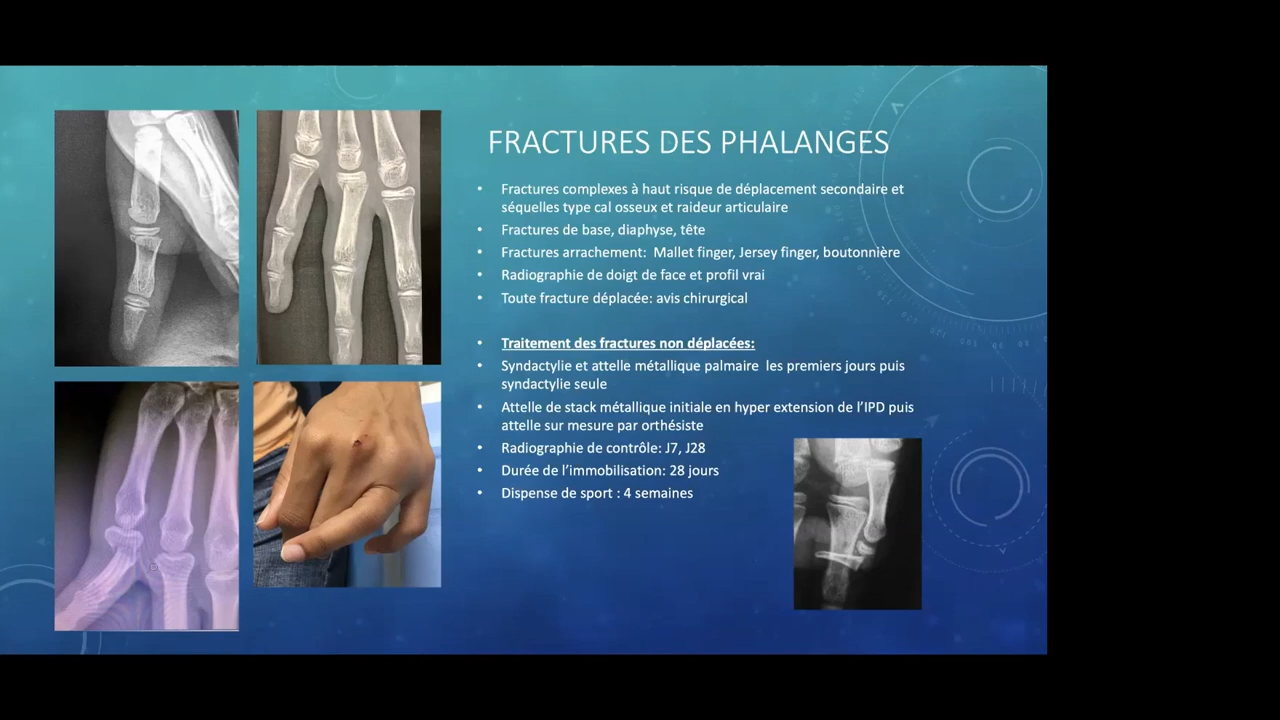 FRACTURES DES PHALANGES
• Fractures complexes à haut risque de déplacement secondaire et
séquelles type cal osseux et raideur articulaire
• Fractures de base, diaphyse, tête
• Fractures arrachement: Mallet finger, Jersey finger, boutonnière
• Radiographie de doigt de face et profil vrai
• Toute fracture déplacée: avis chirurgical
• Traitement des fractures non déplacées:
• Syndactylie et attelle métallique palmaire les premiers jours puis
syndactylie seule
• Attelle de stack métallique initiale en hyper extension de l’IPD puis
attelle sur mesure par orthésiste
• Radiographie de contrôle: J7, J28
• Durée de l’immobilisation: 28 jours
• Dispense de sport : 4 semaines